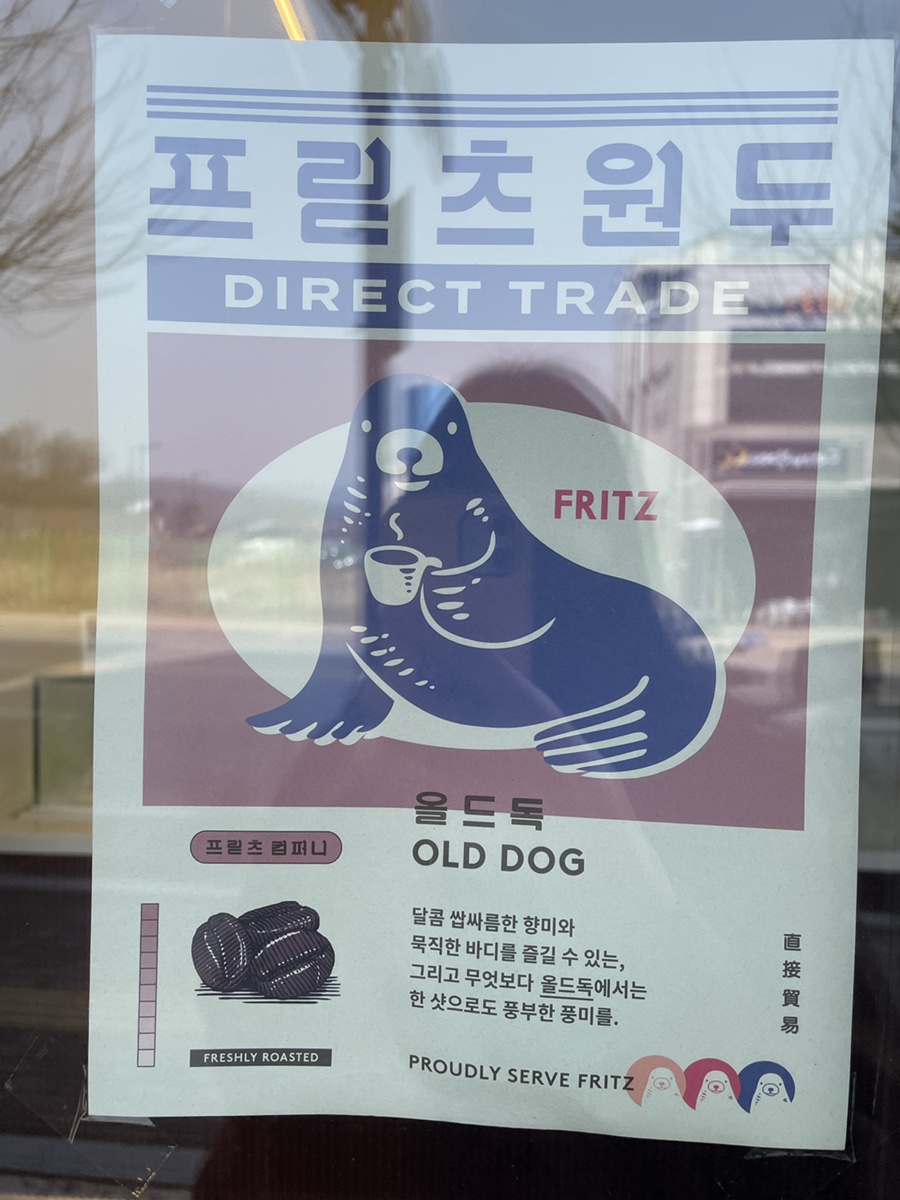 프릳츠원두
DIRECT TRADE
FRITZ
올드독
OLD DOG
프릳츠컴퍼니
달콤 쌉싸름한 향미와
묵직한 바디를 즐길 수 있는,
그리고 무엇보다 올드독에서는
한 샷으로도 풍부한 풍미를.
直接貿易
FRESHLY ROASTED
PROUDLY SERVE FRITZ